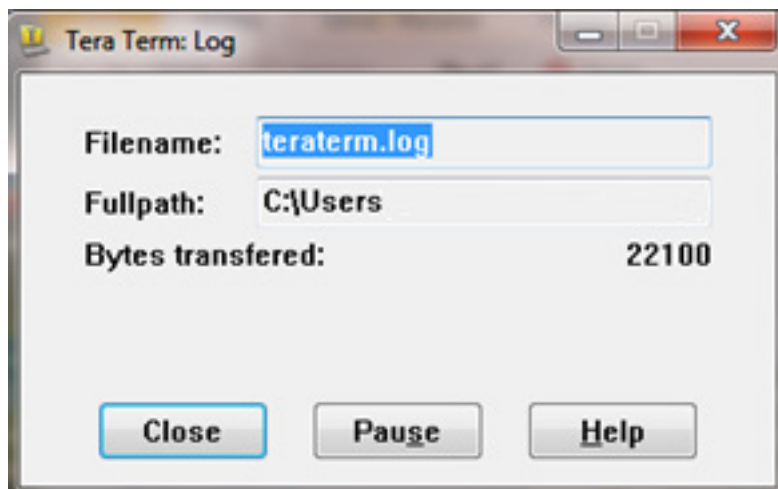 Tera Term: Log
Filename: teraterm.log
Fullpath: C:\Users
Bytes transfered: 22100
Close Pause Help